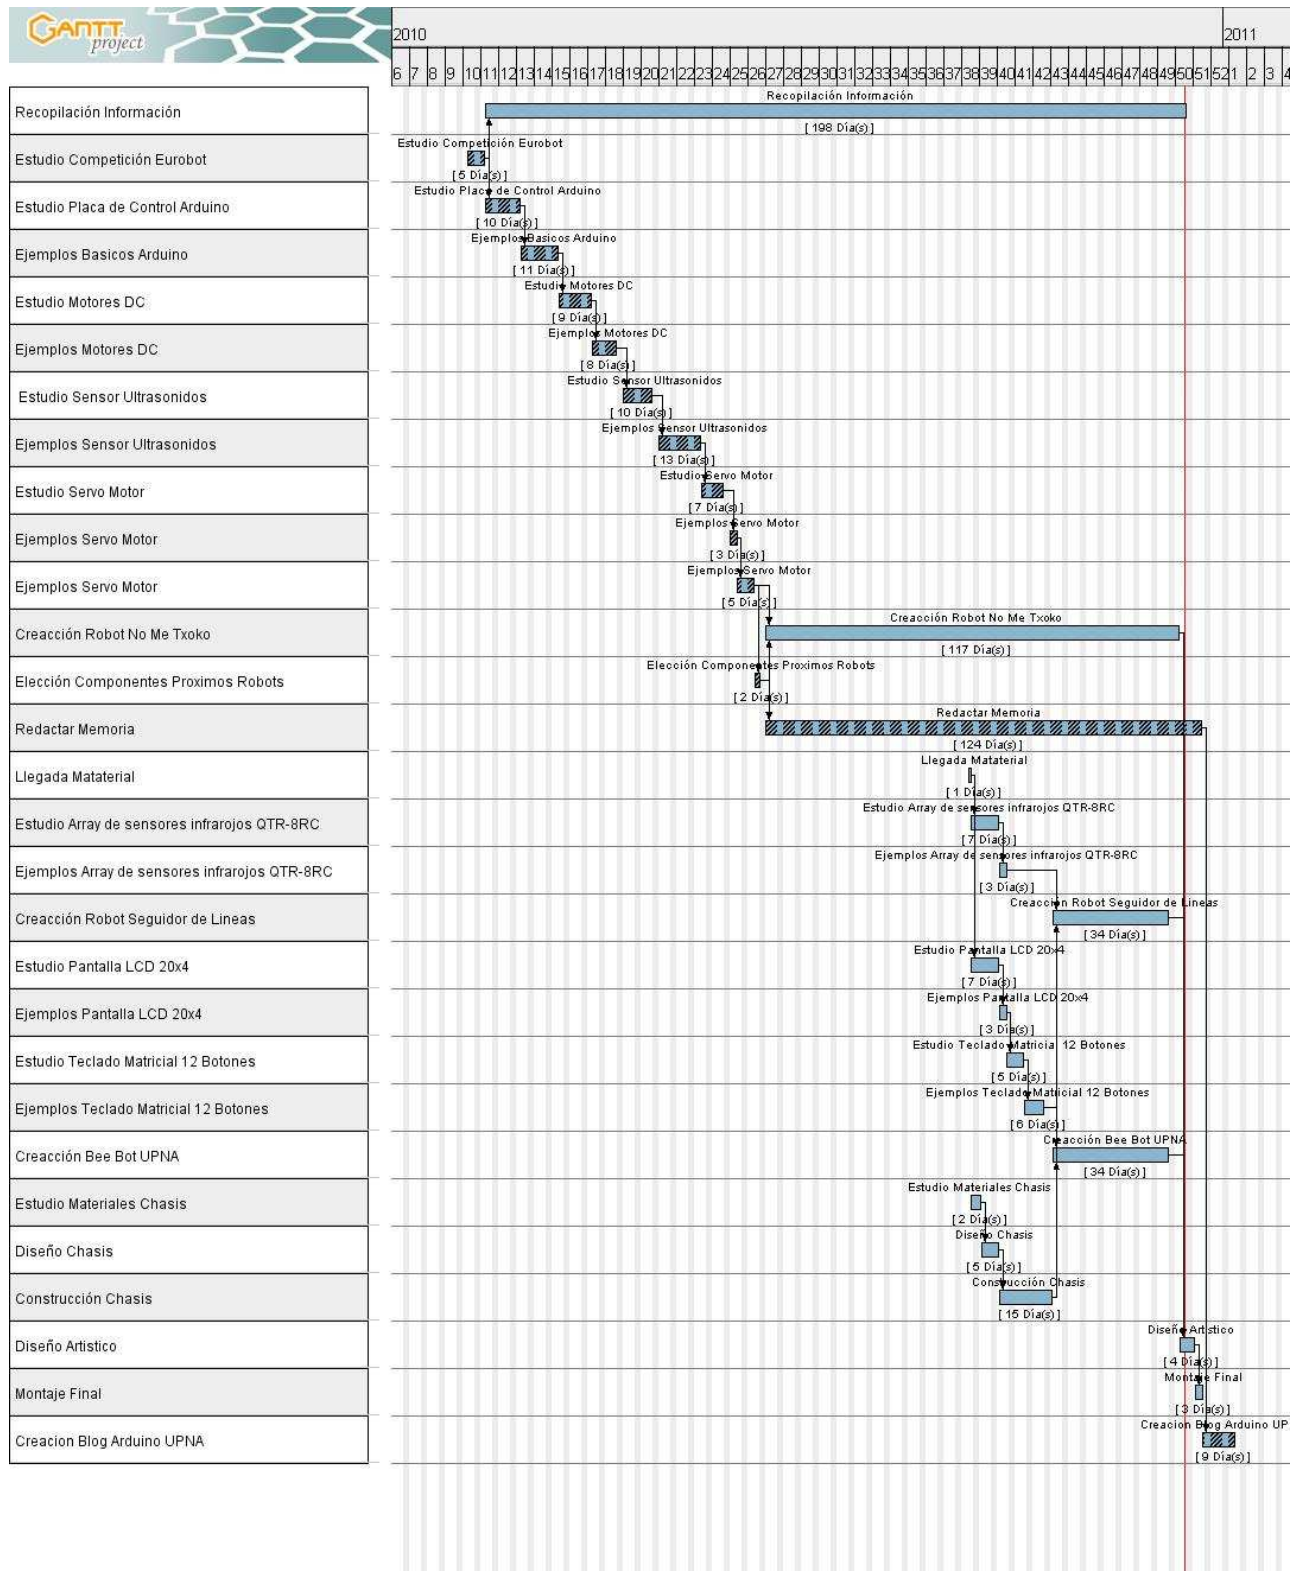 GANTT
project
2010
2011
6 7 8 9 10 11 12 13 14 15 16 17 18 19 20 21 22 23 24 25 26 27 28 29 30 31 32 33 34 35 36 37 38 39 40 41 42 43 44 45 46 47 48 49 50 51 52 1 2 3 4
Recopilación Información
Recopilación Información
[ 198 Día(s) ]
Estudio Competición Eurobot
Estudio Competición Eurobot
[ 5 Día(s) ]
Estudio Placa de Control Arduino
Estudio Placa de Control Arduino
[ 10 Día(s) ]
Ejemplos Basicos Arduino
Ejemplos Basicos Arduino
[ 11 Día(s) ]
Estudio Motores DC
Estudio Motores DC
[ 9 Día(s) ]
Ejemplos Motores DC
Ejemplos Motores DC
[ 8 Día(s) ]
Estudio Sensor Ultrasonidos
Estudio Sensor Ultrasonidos
[ 10 Día(s) ]
Ejemplos Sensor Ultrasonidos
Ejemplos Sensor Ultrasonidos
[ 13 Día(s) ]
Estudio Servo Motor
Estudio Servo Motor
[ 7 Día(s) ]
Ejemplos Servo Motor
Ejemplos Servo Motor
[ 3 Día(s) ]
Ejemplos Servo Motor
Ejemplos Servo Motor
[ 5 Día(s) ]
Creacción Robot No Me Txoko
Creacción Robot No Me Txoko
[ 117 Día(s) ]
Elección Componentes Proximos Robots
Elección Componentes Proximos Robots
[ 2 Día(s) ]
Redactar Memoria
Redactar Memoria
[ 124 Día(s) ]
Llegada Mataterial
Llegada Mataterial
[ 1 Día(s) ]
Estudio Array de sensores infrarojos QTR-8RC
Estudio Array de sensores infrarojos QTR-8RC
[ 7 Día(s) ]
Ejemplos Array de sensores infrarojos QTR-8RC
Ejemplos Array de sensores infrarojos QTR-8RC
[ 3 Día(s) ]
Creacción Robot Seguidor de Lineas
Creacción Robot Seguidor de Lineas
[ 34 Día(s) ]
Estudio Pantalla LCD 20x4
Estudio Pantalla LCD 20x4
[ 7 Día(s) ]
Ejemplos Pantalla LCD 20x4
Ejemplos Pantalla LCD 20x4
[ 3 Día(s) ]
Estudio Teclado Matricial 12 Botones
Estudio Teclado Matricial 12 Botones
[ 5 Día(s) ]
Ejemplos Teclado Matricial 12 Botones
Ejemplos Teclado Matricial 12 Botones
[ 6 Día(s) ]
Creacción Bee Bot UPNA
Creacción Bee Bot UPNA
[ 34 Día(s) ]
Estudio Materiales Chasis
Estudio Materiales Chasis
[ 2 Día(s) ]
Diseño Chasis
Diseño Chasis
[ 5 Día(s) ]
Construcción Chasis
Construcción Chasis
[ 15 Día(s) ]
Diseño Artistico
Diseño Artistico
[ 4 Día(s) ]
Montaje Final
Montaje Final
[ 3 Día(s) ]
Creacion Blog Arduino UPNA
Creacion Blog Arduino UP
[ 9 Día(s) ]